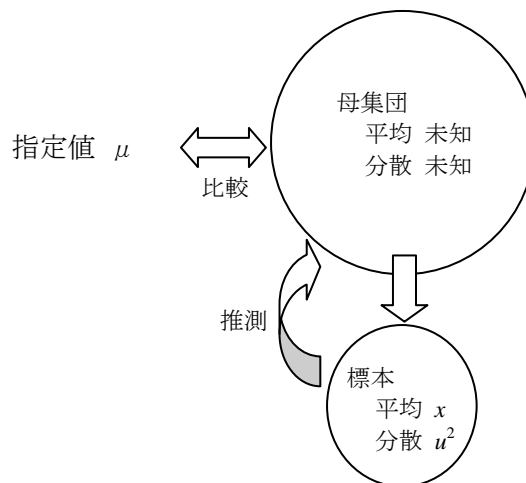 母集団
平均 未知
分散 未知
指定値 μ
比較
推測
標本
平均 x
分散 u²